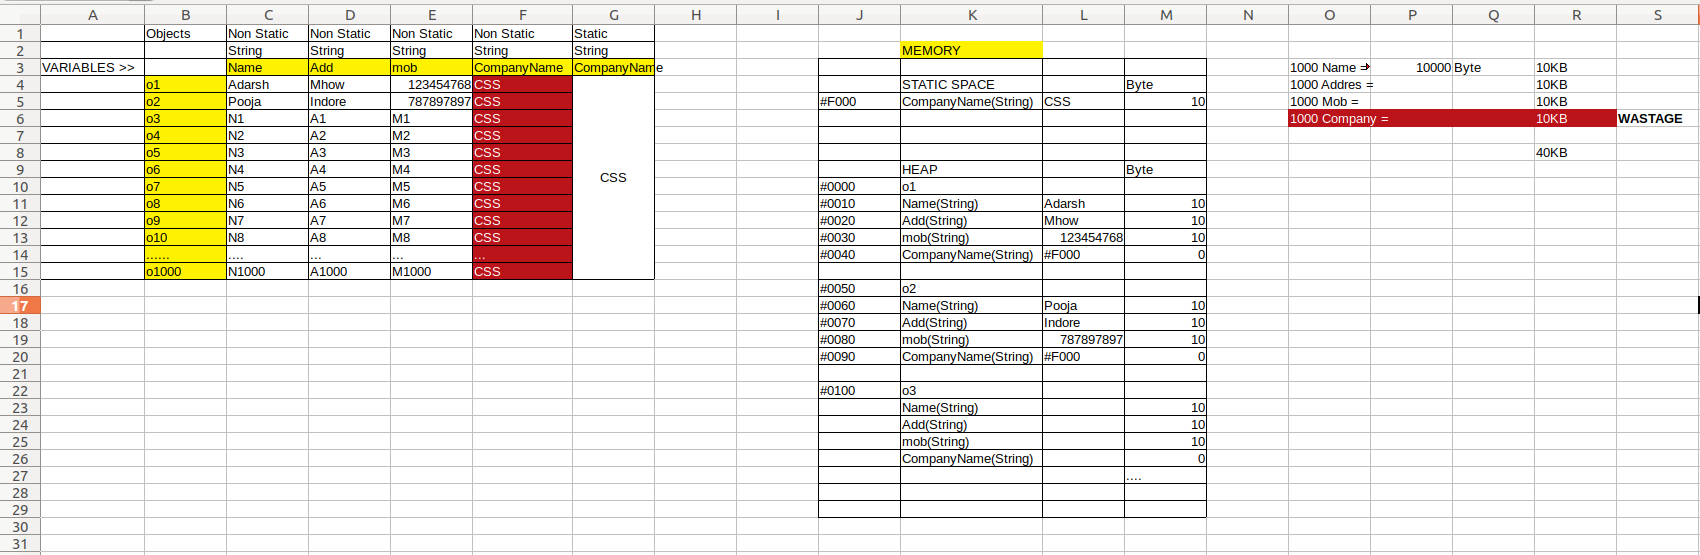 A B C D E F G H I J K L M N O P Q R S
1 Objects Non Static Non Static Non Static Non Static Static
2 String String String String String MEMORY
3 VARIABLES >> Name Add mob CompanyName CompanyName 1000 Name = 10000 Byte 10KB
4 o1 Adarsh Mhow 123454768 CSS STATIC SPACE Byte 1000 Addres = 10KB
5 o2 Pooja Indore 787897897 CSS #F000 CompanyName(String) CSS 10 1000 Mob = 10KB
6 o3 N1 A1 M1 CSS 1000 Company = 10KB WASTAGE
7 o4 N2 A2 M2 CSS
8 o5 N3 A3 M3 CSS 40KB
9 o6 N4 A4 M4 CSS CSS HEAP Byte
10 o7 N5 A5 M5 CSS #0000 o1
11 o8 N6 A6 M6 CSS #0010 Name(String) Adarsh 10
12 o9 N7 A7 M7 CSS #0020 Add(String) Mhow 10
13 o10 N8 A8 M8 CSS #0030 mob(String) 123454768 10
14 ...... .... ... ... ... #0040 CompanyName(String) #F000 0
15 o1000 N1000 A1000 M1000 CSS
16 #0050 o2
17 #0060 Name(String) Pooja 10
18 #0070 Add(String) Indore 10
19 #0080 mob(String) 787897897 10
20 #0090 CompanyName(String) #F000 0
21
22 #0100 o3
23 Name(String) 10
24 Add(String) 10
25 mob(String) 10
26 CompanyName(String) 0
27 ....
28
29
30
31